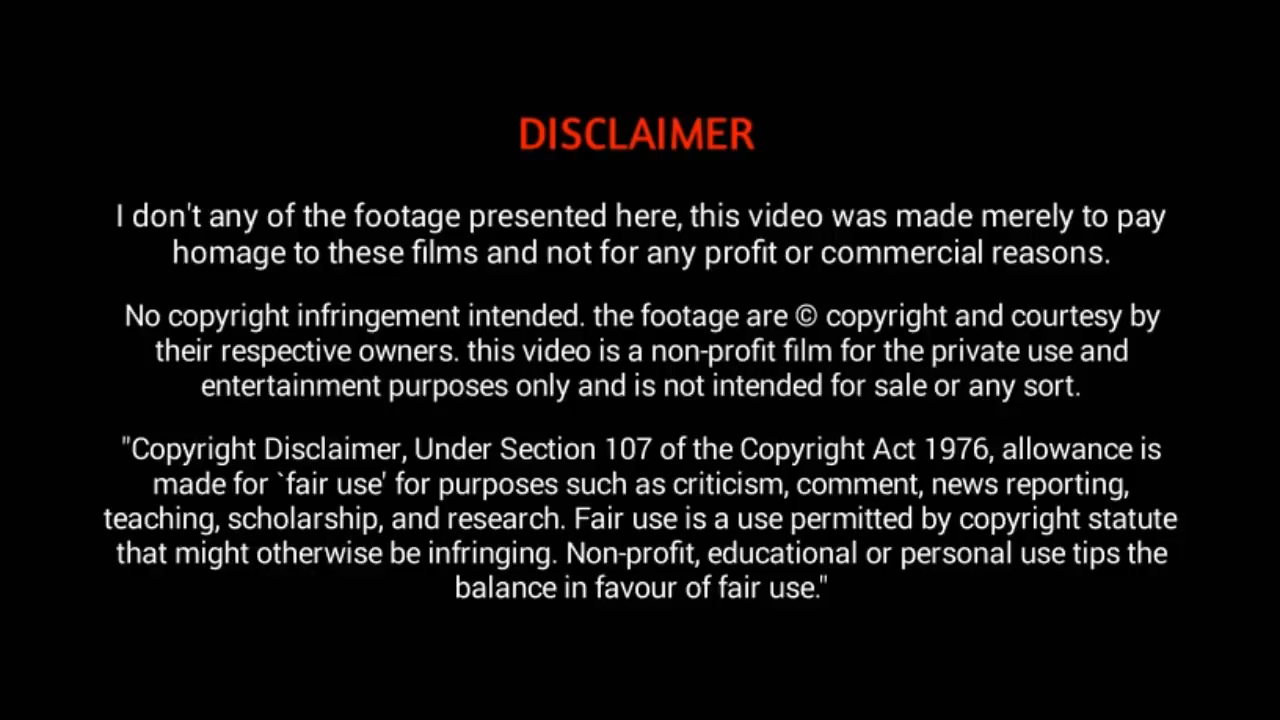 DISCLAIMER
I don't any of the footage presented here, this video was made merely to pay
homage to these films and not for any profit or commercial reasons.
No copyright infringement intended. the footage are © copyright and courtesy by
their respective owners. this video is a non-profit film for the private use and
entertainment purposes only and is not intended for sale or any sort.
"Copyright Disclaimer, Under Section 107 of the Copyright Act 1976, allowance is
made for `fair use' for purposes such as criticism, comment, news reporting,
teaching, scholarship, and research. Fair use is a use permitted by copyright statute
that might otherwise be infringing. Non-profit, educational or personal use tips the
balance in favour of fair use."